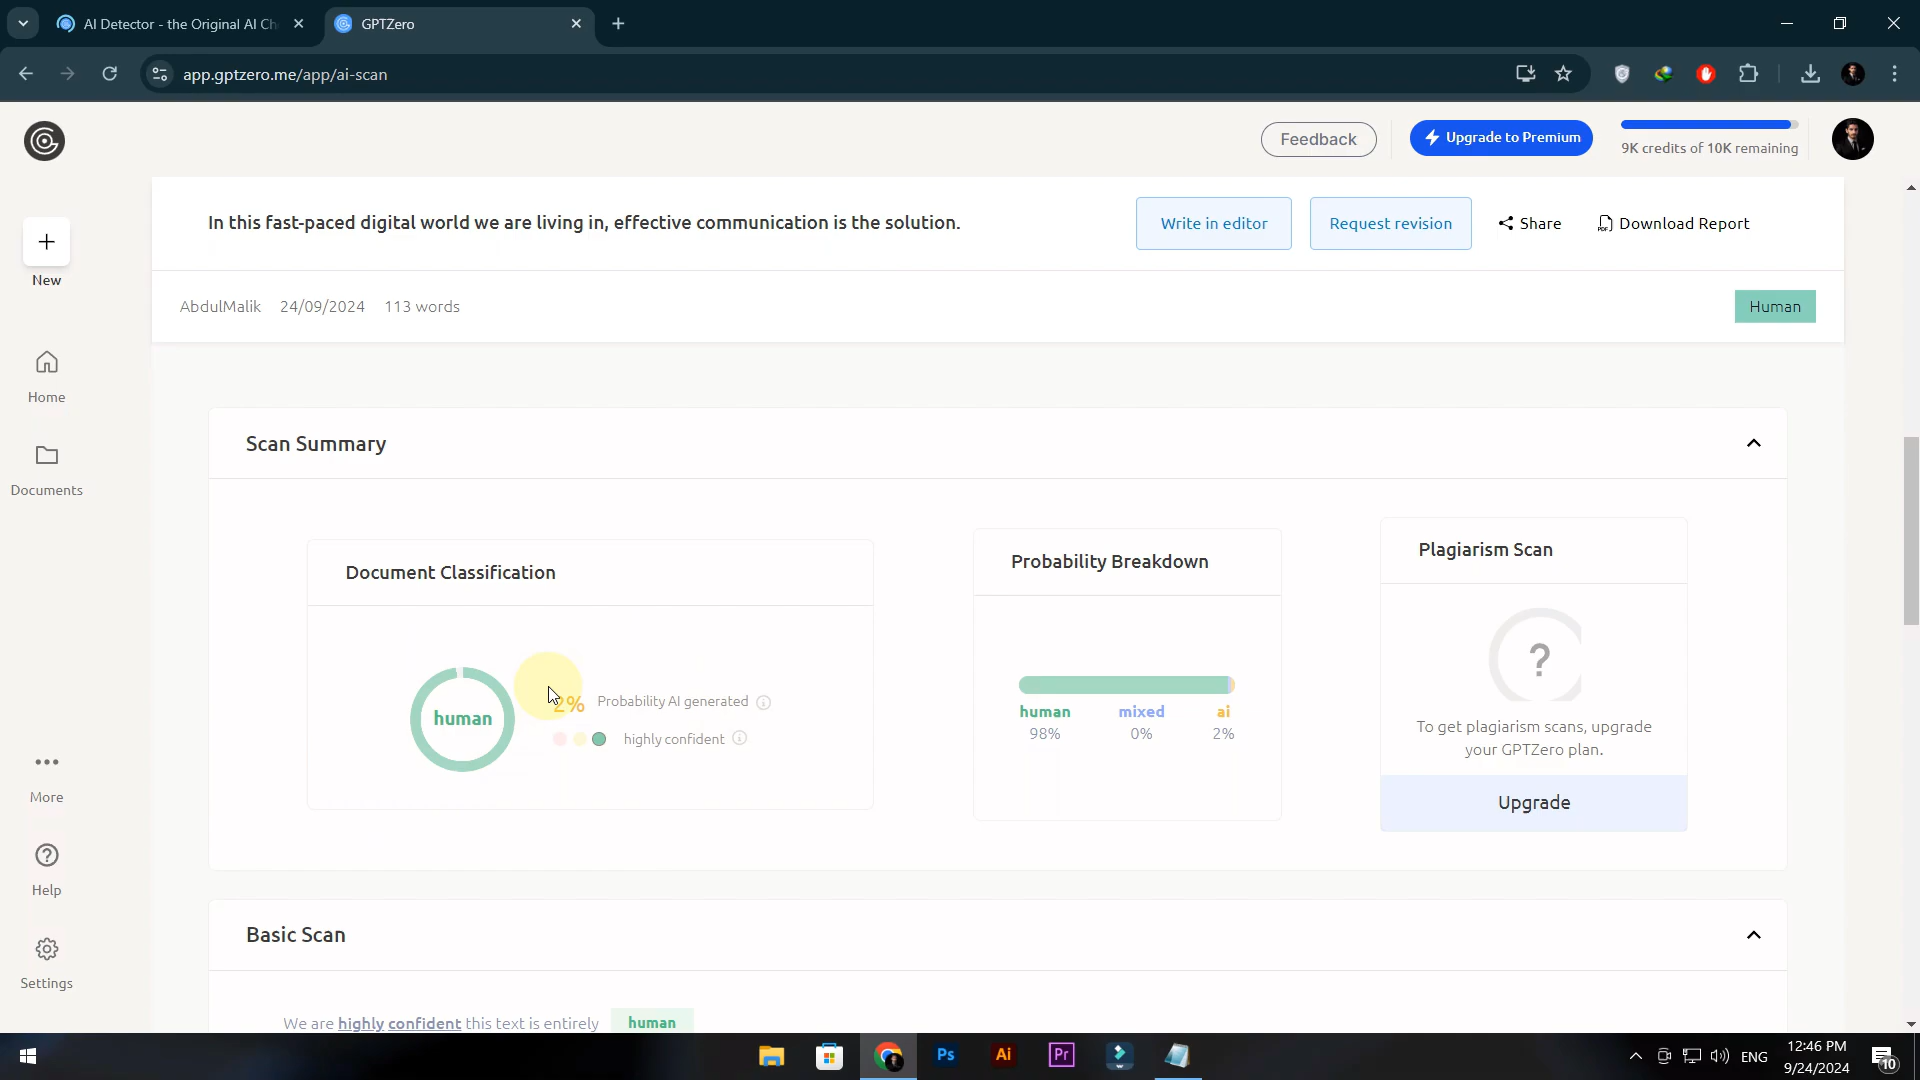 AI Detector - the Original AI Ch
GPTZero
app.gptzero.me/app/ai-scan
Feedback
Upgrade to Premium
9K credits of 10K remaining
New
Home
Documents
More
Help
Settings
In this fast-paced digital world we are living in, effective communication is the solution.
Write in editor
Request revision
Share
Download Report
AbdulMalik 24/09/2024 113 words
Human
Scan Summary
Document Classification
human
2% Probability AI generated
highly confident
Probability Breakdown
human mixed ai
98% 0% 2%
Plagiarism Scan
?
To get plagiarism scans, upgrade
your GPTZero plan.
Upgrade
Basic Scan
We are highly confident this text is entirely human
Ps
Ai
Pr
ENG
12:46 PM
9/24/2024
10